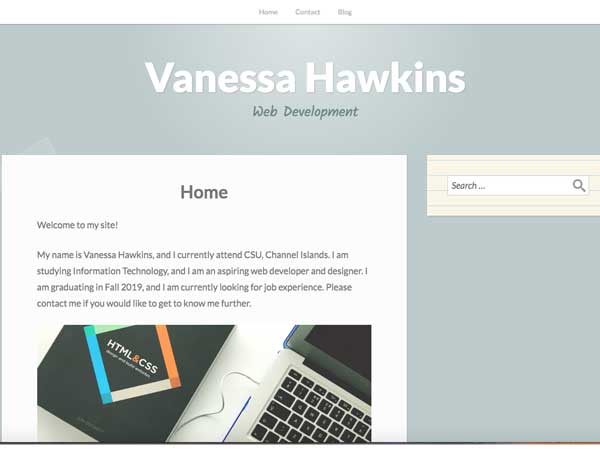 Home Contact Blog
Vanessa Hawkins
Web Development
Search ...
Home
Welcome to my site!
My name is Vanessa Hawkins, and I currently attend CSU, Channel Islands. I am
studying Information Technology, and I am an aspiring web developer and designer. I
am graduating in Fall 2019, and I am currently looking for job experience. Please
contact me if you would like to get to know me further.
HTML&CSS
design and build websites